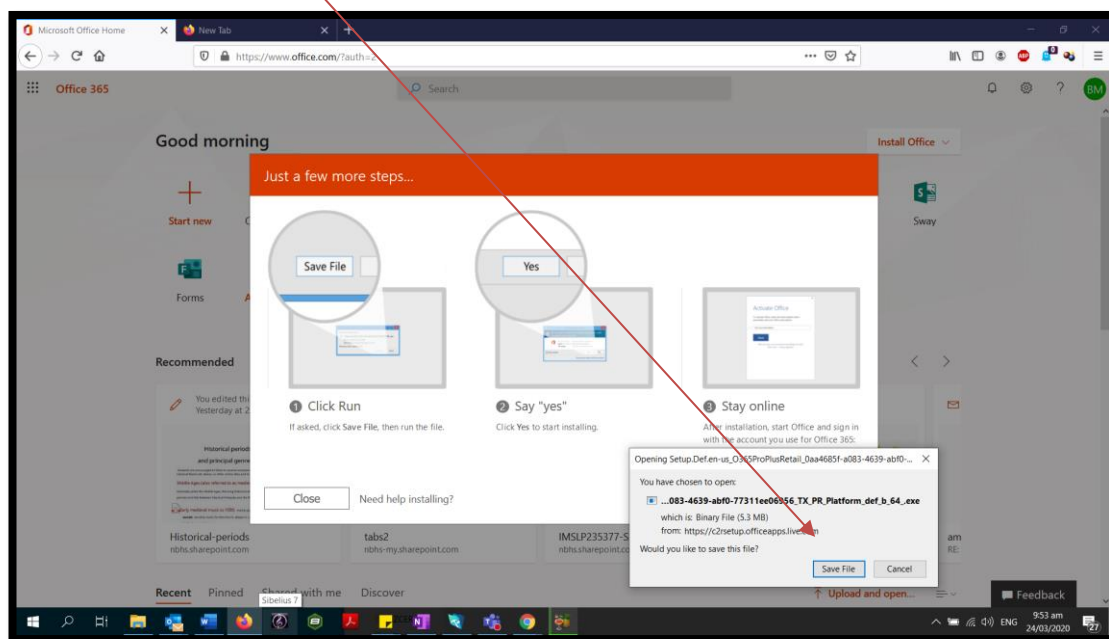 Microsoft Office Home
New Tab
https://www.office.com/?auth=2
Office 365
Search
BM
Good morning
Install Office
Just a few more steps...
Start new
Sway
Save File
Yes
Forms
Activate Office
Recommended
You edited thi
Yesterday at 2
1 Click Run
2 Say "yes"
3 Stay online
If asked, click Save File, then run the file.
Click Yes to start installing.
After installation, start Office and sign in
with the account you use for Office 365:
Historical period
and principal genre
Opening Setup.Def.en-us_O365ProPlusRetail_0aa4685f-a083-4639-abf0-...
You have chosen to open:
...083-4639-abf0-77311ee06956_TX_PR_Platform_def_b_64_.exe
which is: Binary File (5.3 MB)
from: https://c2rsetup.officeapps.live.com
Would you like to save this file?
Save File
Cancel
Close
Need help installing?
Historical-periods
nbhs.sharepoint.com
tabs2
nbhs-my.sharepoint.com
IMSLP235377-S
nbhs.sharepoint.co
am
RE:
Recent
Pinned
Shared with me
Discover
Upload and open...
Feedback
Sibelius 7
ENG
9:53 am
24/03/2020
27